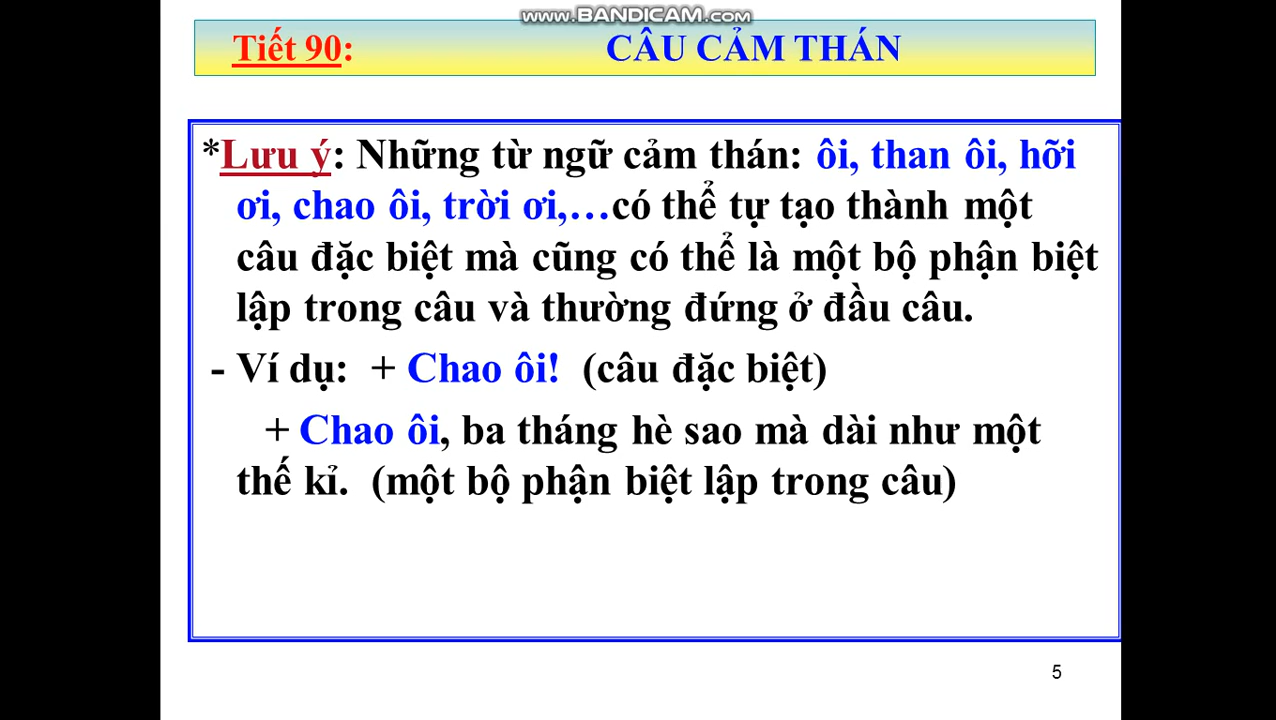 www.BANDICAM.com
Tiết 90: CÂU CẢM THÁN
*Lưu ý: Những từ ngữ cảm thán: ôi, than ôi, hỡi
ơi, chao ôi, trời ơi,…có thể tự tạo thành một
câu đặc biệt mà cũng có thể là một bộ phận biệt
lập trong câu và thường đứng ở đầu câu.
- Ví dụ: + Chao ôi! (câu đặc biệt)
+ Chao ôi, ba tháng hè sao mà dài như một
thế kỉ. (một bộ phận biệt lập trong câu)
5